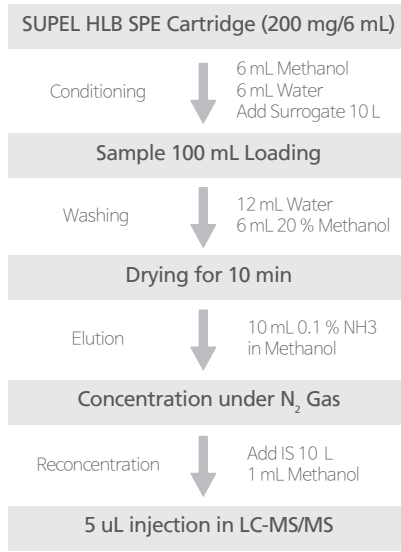 SUPEL HLB SPE Cartridge (200 mg/6 mL)
Conditioning
6 mL Methanol
6 mL Water
Add Surrogate 10 L
Sample 100 mL Loading
Washing
12 mL Water
6 mL 20 % Methanol
Drying for 10 min
Elution
10 mL 0.1 % NH3
in Methanol
Concentration under N₂ Gas
Reconcentration
Add IS 10 L
1 mL Methanol
5 uL injection in LC-MS/MS